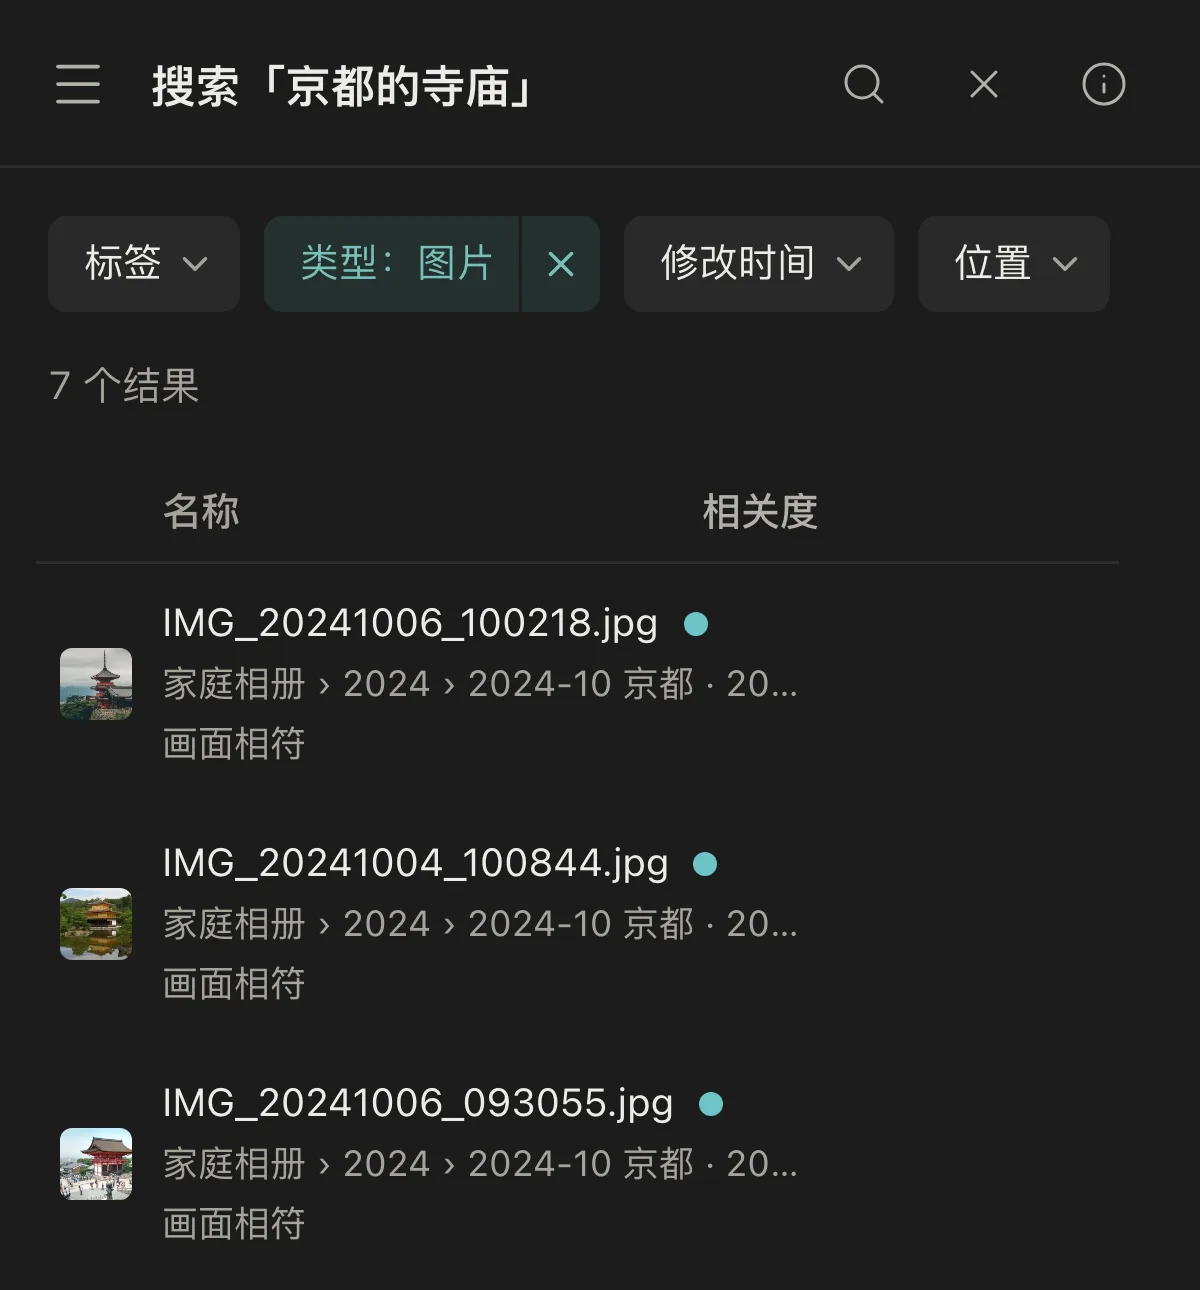 搜索「京都的寺庙」
标签
类型：图片
修改时间
位置
7 个结果
名称
相关度
IMG_20241006_100218.jpg
家庭相册 › 2024 › 2024-10 京都 · 20...
画面相符
IMG_20241004_100844.jpg
家庭相册 › 2024 › 2024-10 京都 · 20...
画面相符
IMG_20241006_093055.jpg
家庭相册 › 2024 › 2024-10 京都 · 20...
画面相符